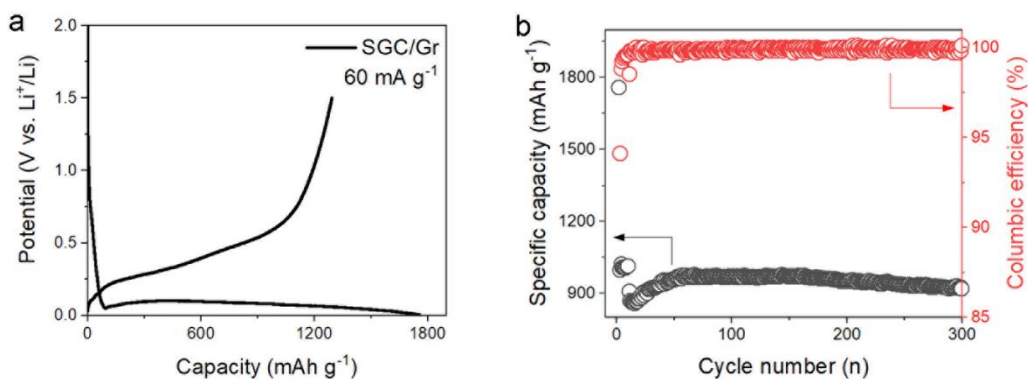 a
SGC/Gr
60 mA g⁻¹
Potential (V vs. Li⁺/Li)
2.0
1.5
1.0
0.5
0.0
0
600
1200
1800
Capacity (mAh g⁻¹)
b
Specific capacity (mAh g⁻¹)
1800
1500
1200
900
0
100
200
300
Cycle number (n)
100
95
90
85
Columbic efficiency (%)